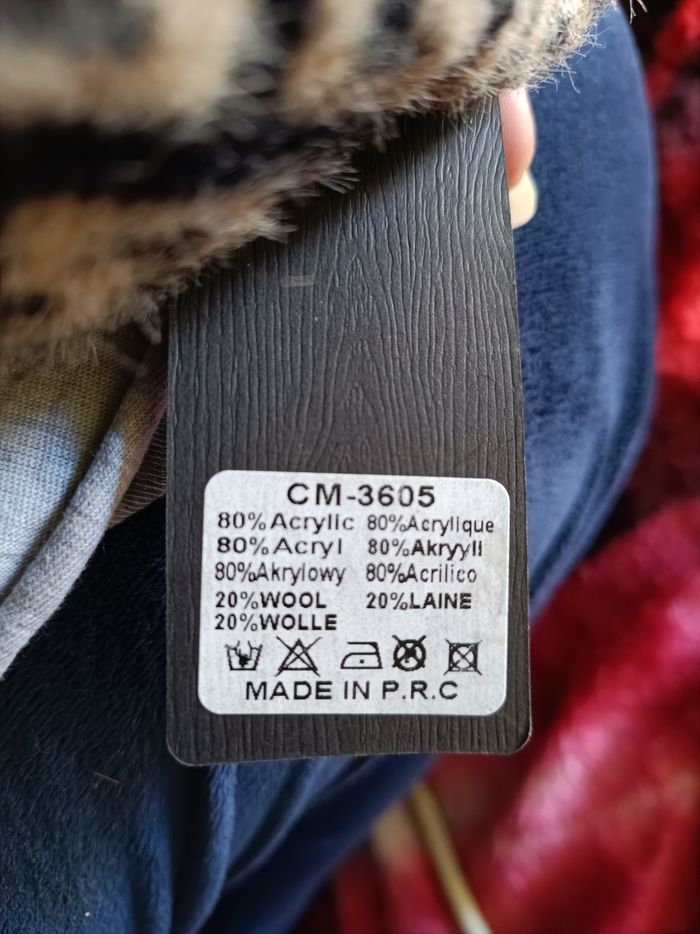 CM-3605
80%Acrylic 80%Acrylique
80%Acryl 80%Akryyli
80%Akrylowy 80%Acrilico
20%WOOL 20%LAINE
20%WOLLE
MADE IN P.R.C